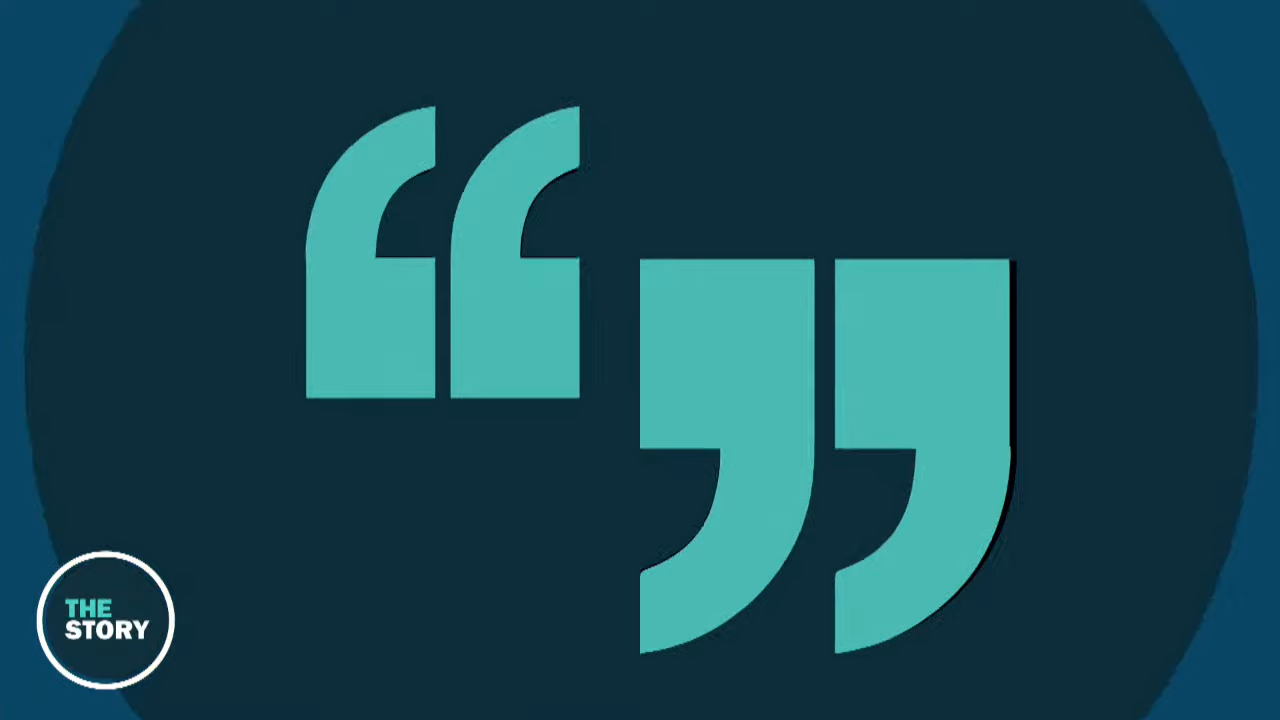 “ ”
THE
STORY